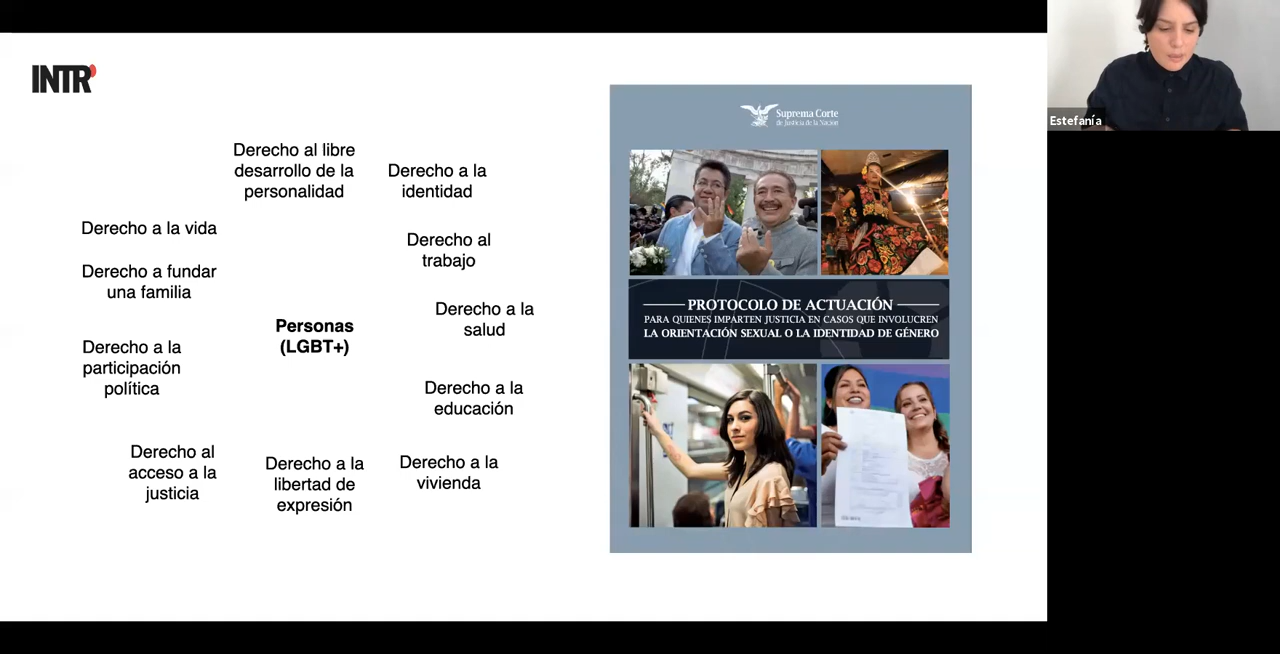 INTR'
Derecho al libre
desarrollo de la
personalidad
Derecho a la
identidad
Derecho a la vida
Derecho al
trabajo
Derecho a fundar
una familia
Derecho a la
salud
Personas
(LGBT+)
Derecho a la
participación
política
Derecho a la
educación
Derecho al
acceso a la
justicia
Derecho a la
libertad de
expresión
Derecho a la
vivienda
Suprema Corte
de Justicia de la Nación
PROTOCOLO DE ACTUACIÓN
PARA QUIENES IMPARTEN JUSTICIA EN CASOS QUE INVOLUCREN
LA ORIENTACIÓN SEXUAL O LA IDENTIDAD DE GÉNERO
Estefanía